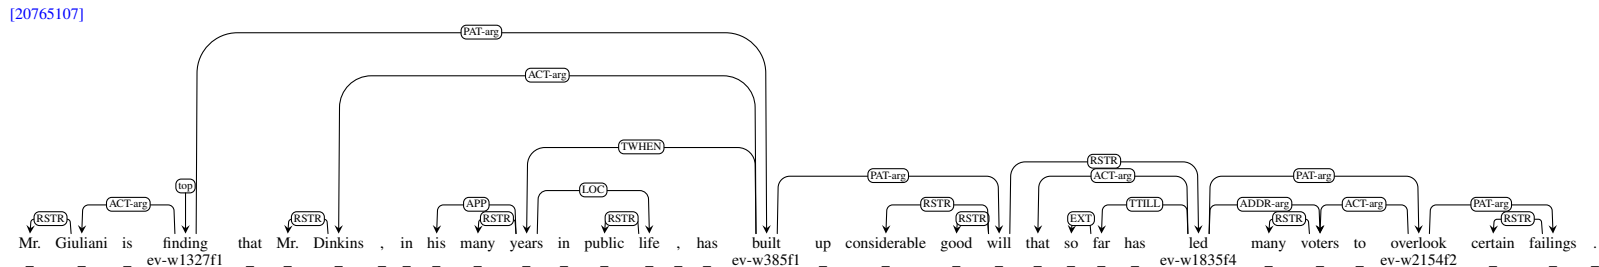 [20765107]
PAT-arg
ACT-arg
TWHEN
RSTR
PAT-arg ACT-arg PAT-arg
top LOC
ACT-arg APP RSTR TTILL ADDR-arg ACT-arg PAT-arg
RSTR RSTR RSTR RSTR RSTR EXT RSTR RSTR
Mr. Giuliani is finding that Mr. Dinkins , in his many years in public life , has built up considerable good will that so far has led many voters to overlook certain failings .
ev-w1327f1 ev-w385f1 ev-w1835f4 ev-w2154f2
_ _ _ _ _ _ _ _ _ _ _ _ _ _ _ _ _ _ _ _ _ _ _ _ _ _ _ _ _